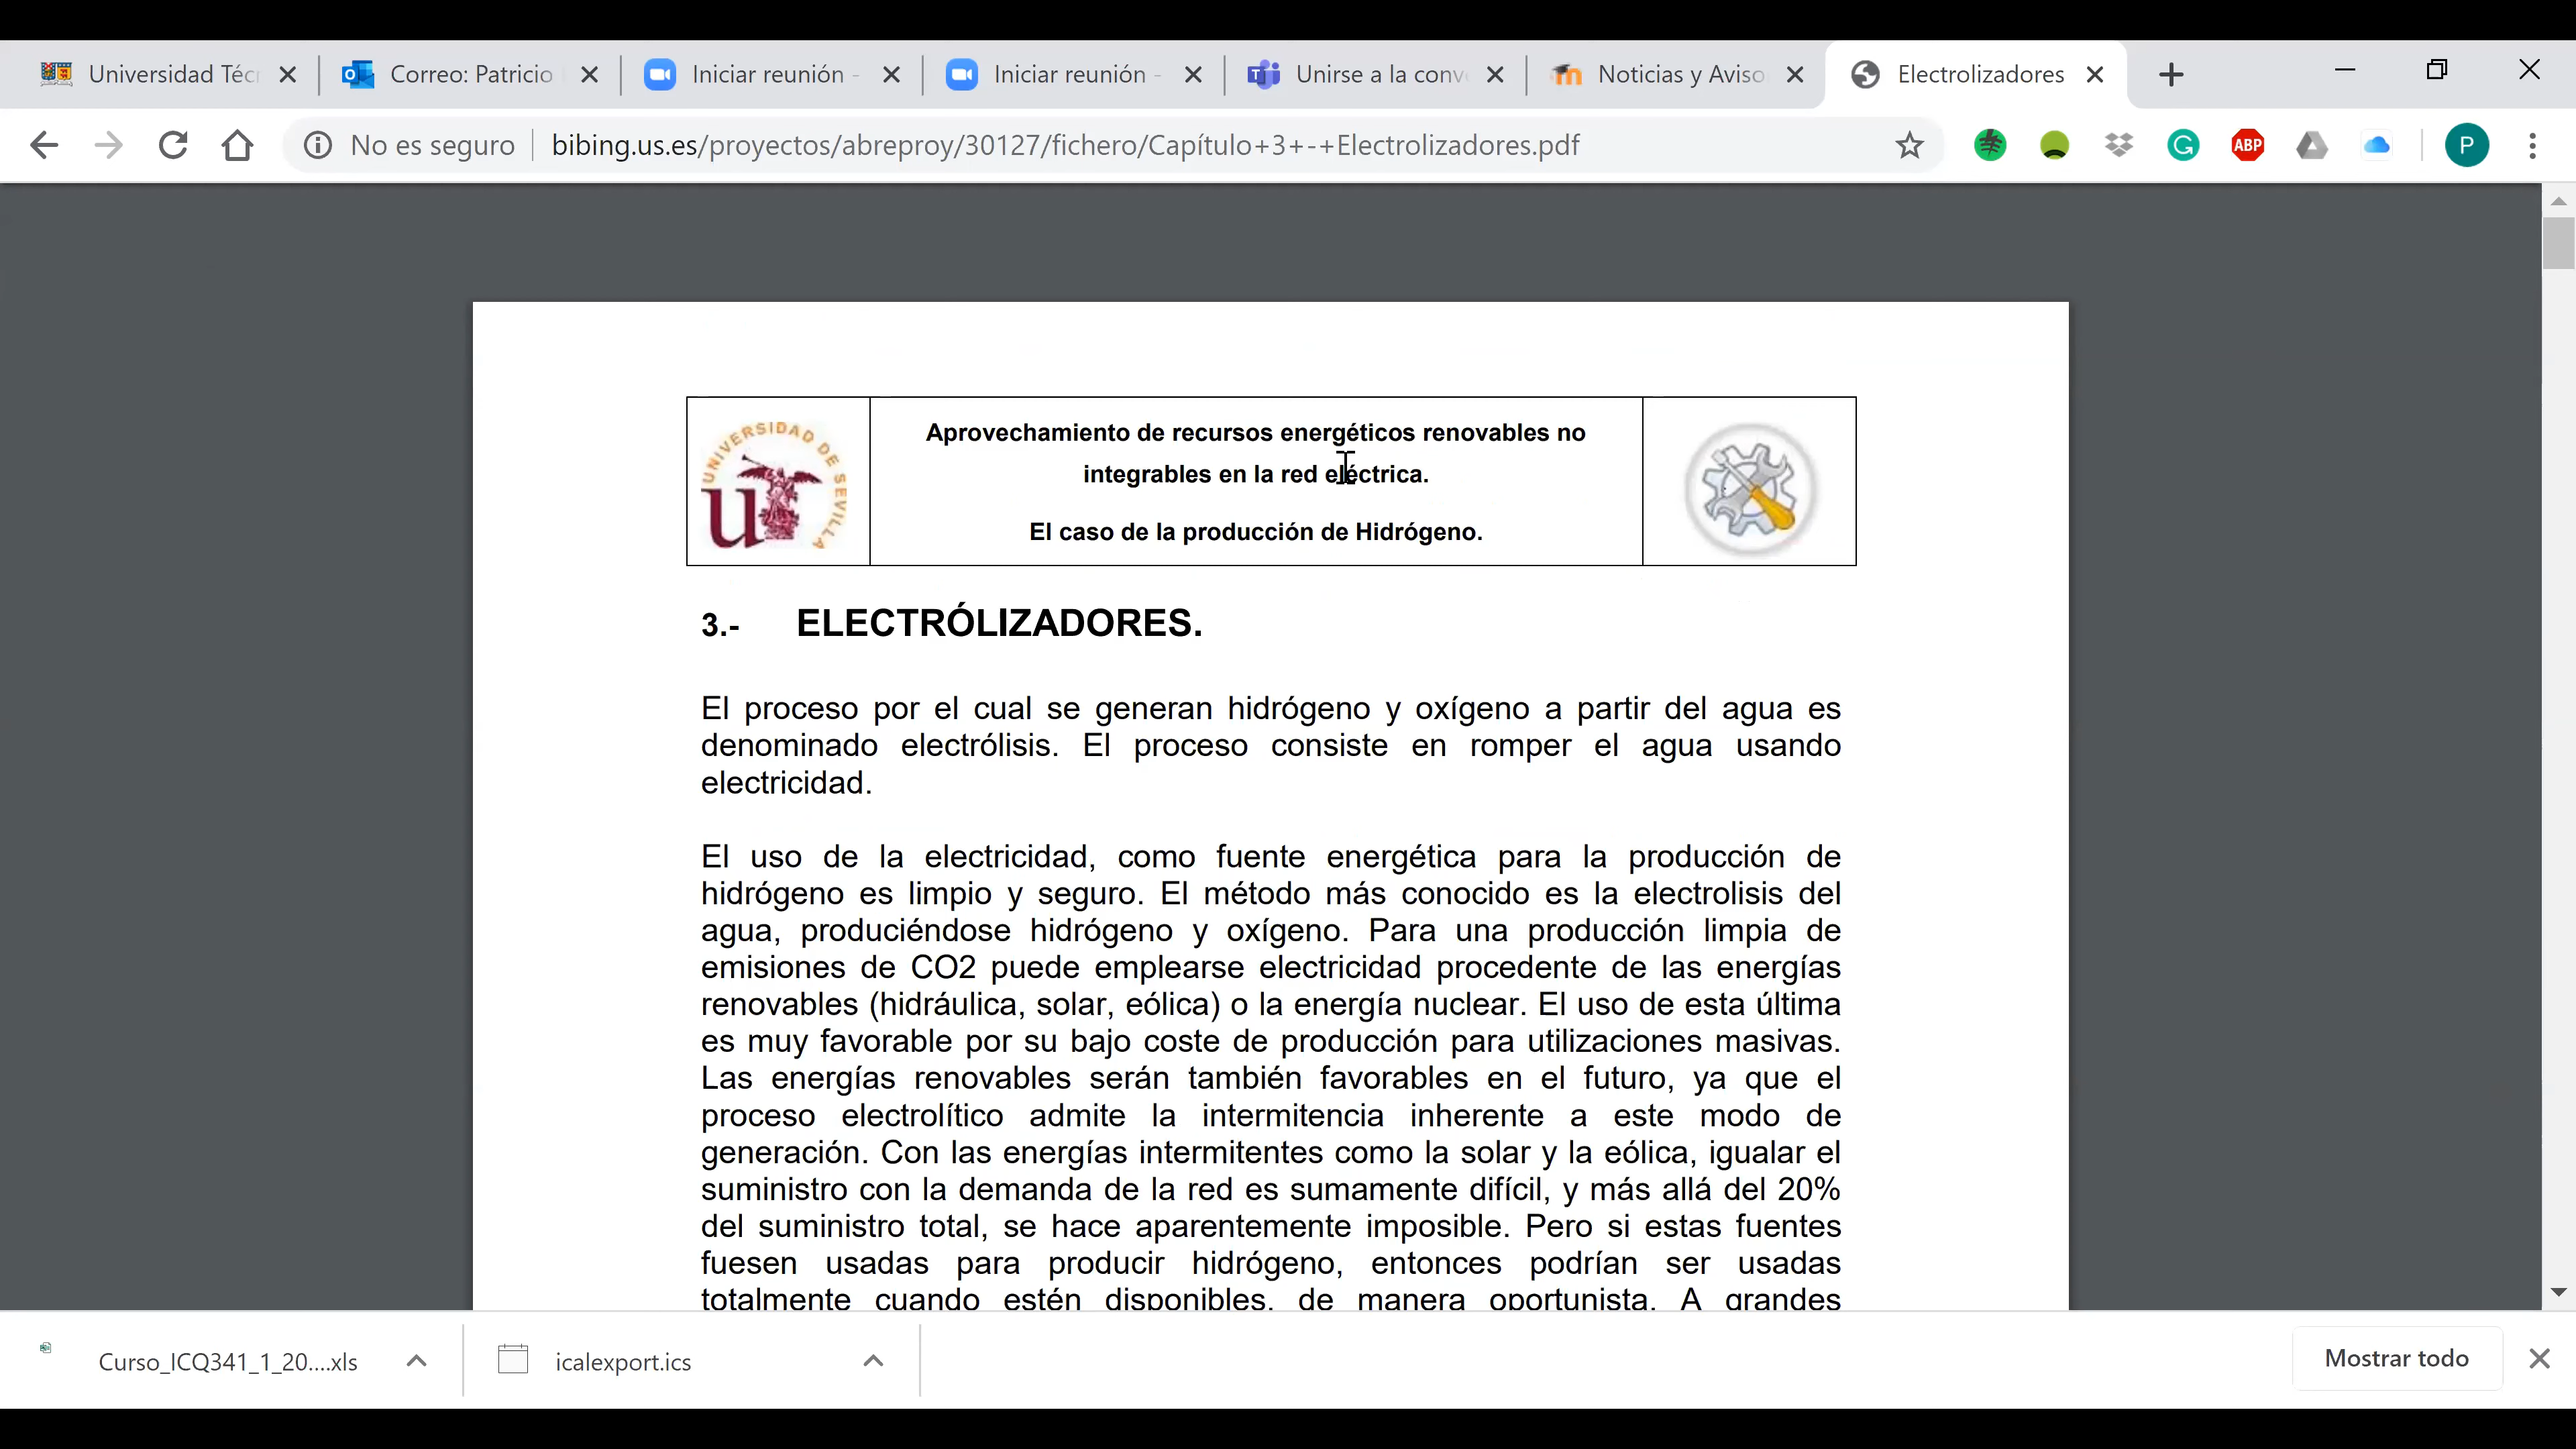 Universidad Téc
Correo: Patricio
Iniciar reunión -
Iniciar reunión -
Unirse a la conv
Noticias y Aviso
Electrolizadores
No es seguro
bibing.us.es/proyectos/abreproy/30127/fichero/Capítulo+3+-+Electrolizadores.pdf
ABP
P
UNIVERSIDAD DE SEVILLA
Aprovechamiento de recursos energéticos renovables no
integrables en la red eléctrica.
El caso de la producción de Hidrógeno.
3.- ELECTRÓLIZADORES.
El proceso por el cual se generan hidrógeno y oxígeno a partir del agua es
denominado electrólisis. El proceso consiste en romper el agua usando
electricidad.
El uso de la electricidad, como fuente energética para la producción de
hidrógeno es limpio y seguro. El método más conocido es la electrolisis del
agua, produciéndose hidrógeno y oxígeno. Para una producción limpia de
emisiones de CO2 puede emplearse electricidad procedente de las energías
renovables (hidráulica, solar, eólica) o la energía nuclear. El uso de esta última
es muy favorable por su bajo coste de producción para utilizaciones masivas.
Las energías renovables serán también favorables en el futuro, ya que el
proceso electrolítico admite la intermitencia inherente a este modo de
generación. Con las energías intermitentes como la solar y la eólica, igualar el
suministro con la demanda de la red es sumamente difícil, y más allá del 20%
del suministro total, se hace aparentemente imposible. Pero si estas fuentes
fuesen usadas para producir hidrógeno, entonces podrían ser usadas
totalmente cuando estén disponibles, de manera oportunista. A grandes
Curso_ICQ341_1_20....xls
icalexport.ics
Mostrar todo